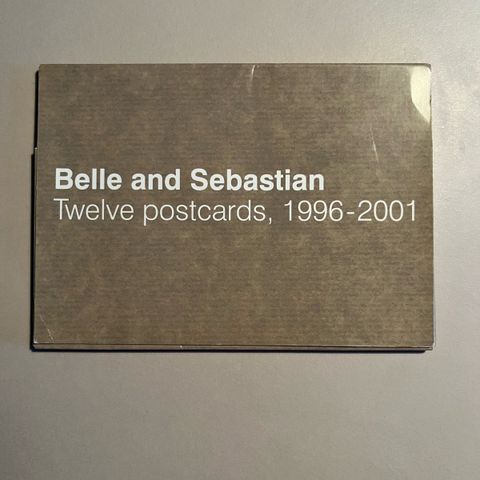 Belle and Sebastian
Twelve postcards, 1996-2001